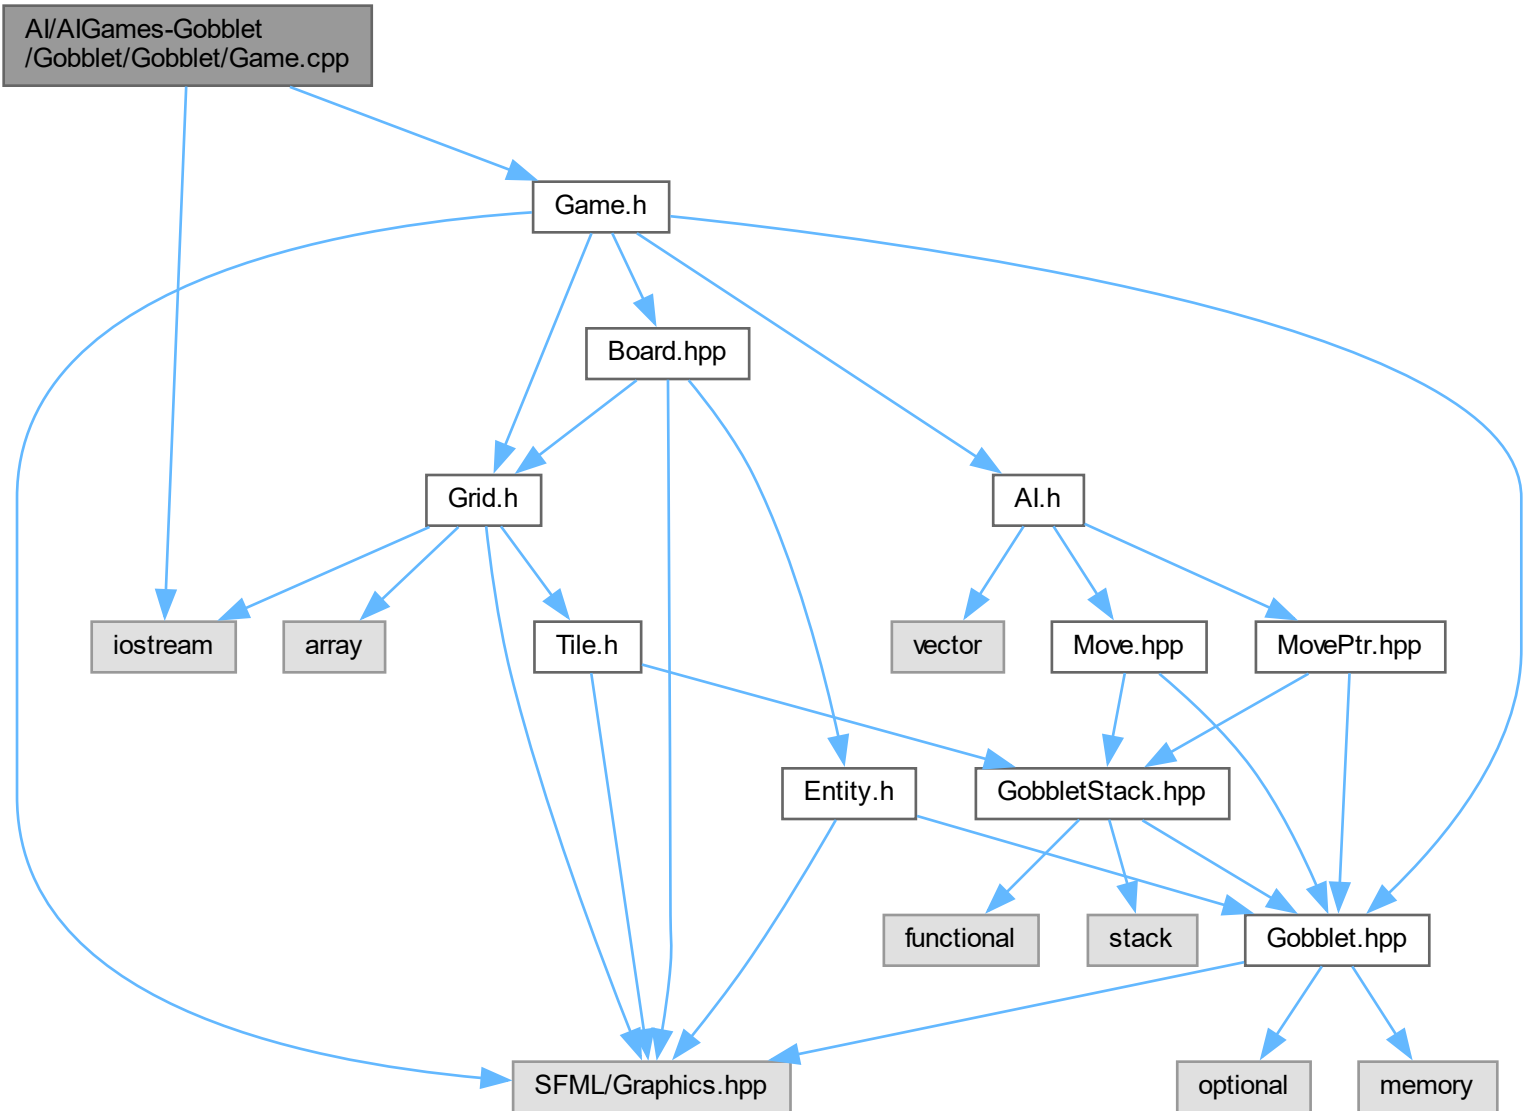 AI/AIGames-Gobblet
/Gobblet/Gobblet/Game.cpp
Game.h
Board.hpp
Grid.h
AI.h
iostream
array
Tile.h
vector
Move.hpp
MovePtr.hpp
Entity.h
GobbletStack.hpp
functional
stack
Gobblet.hpp
SFML/Graphics.hpp
optional
memory